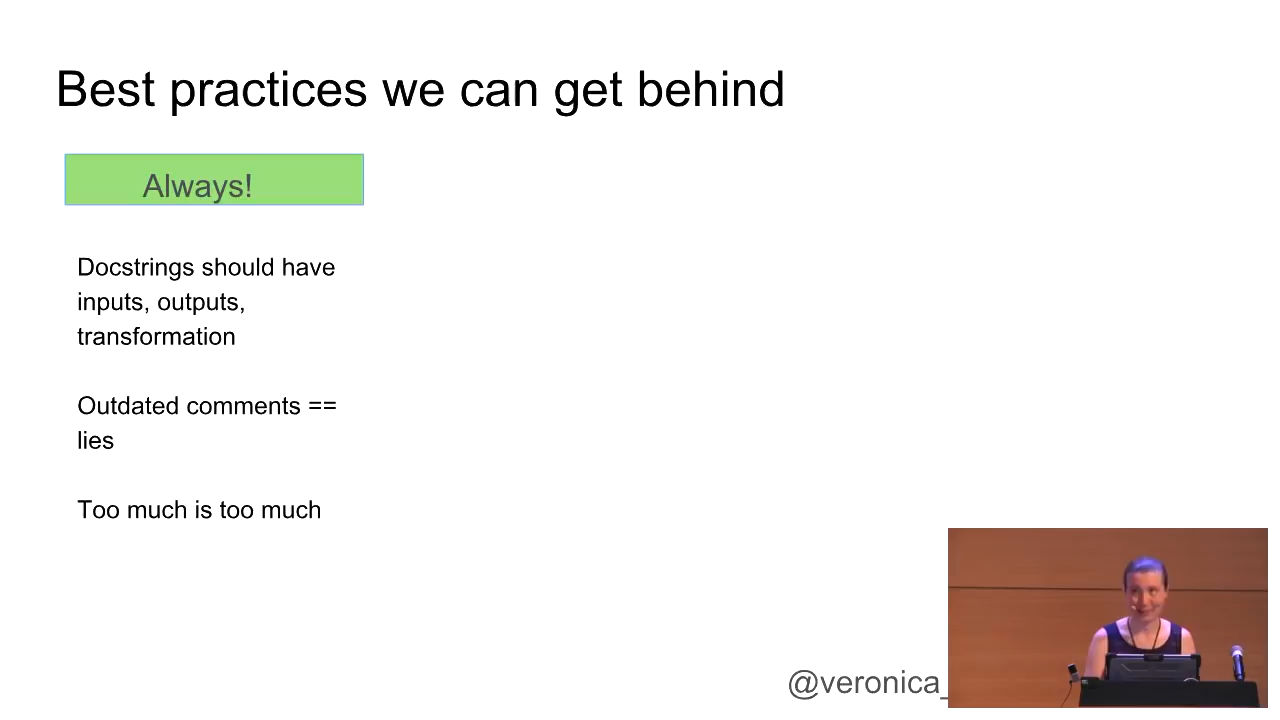 Best practices we can get behind
Always!
Docstrings should have
inputs, outputs,
transformation
Outdated comments ==
lies
Too much is too much
@veronica_